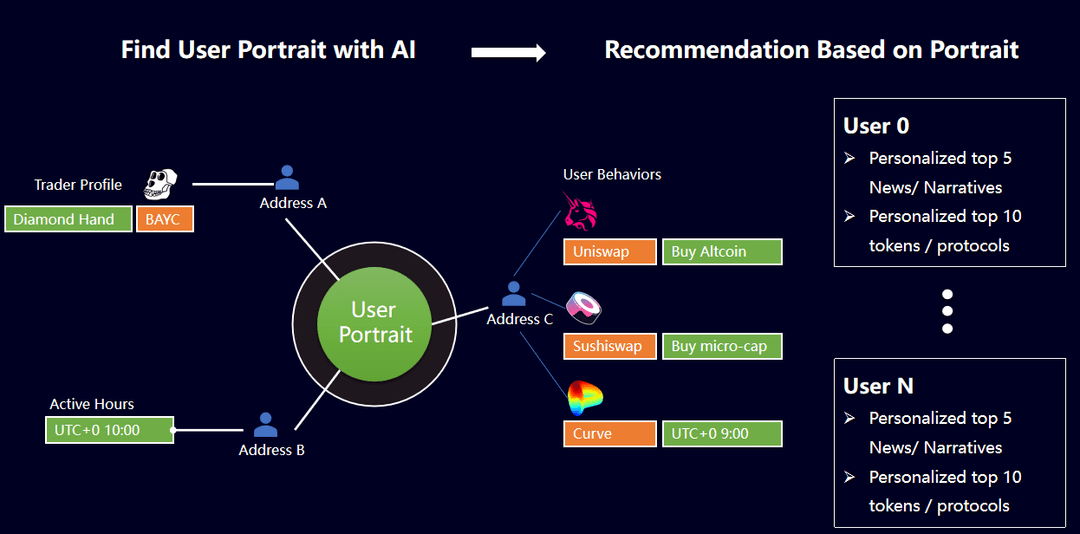 Find User Portrait with AI
Recommendation Based on Portrait
Trader Profile
Diamond Hand
BAYC
Address A
User
Portrait
Active Hours
UTC+0 10:00
Address B
Address C
User Behaviors
Uniswap
Buy Altcoin
Sushiswap
Buy micro-cap
Curve
UTC+0 9:00
User 0
Personalized top 5
News/ Narratives
Personalized top 10
tokens / protocols
User N
Personalized top 5
News/ Narratives
Personalized top 10
tokens / protocols